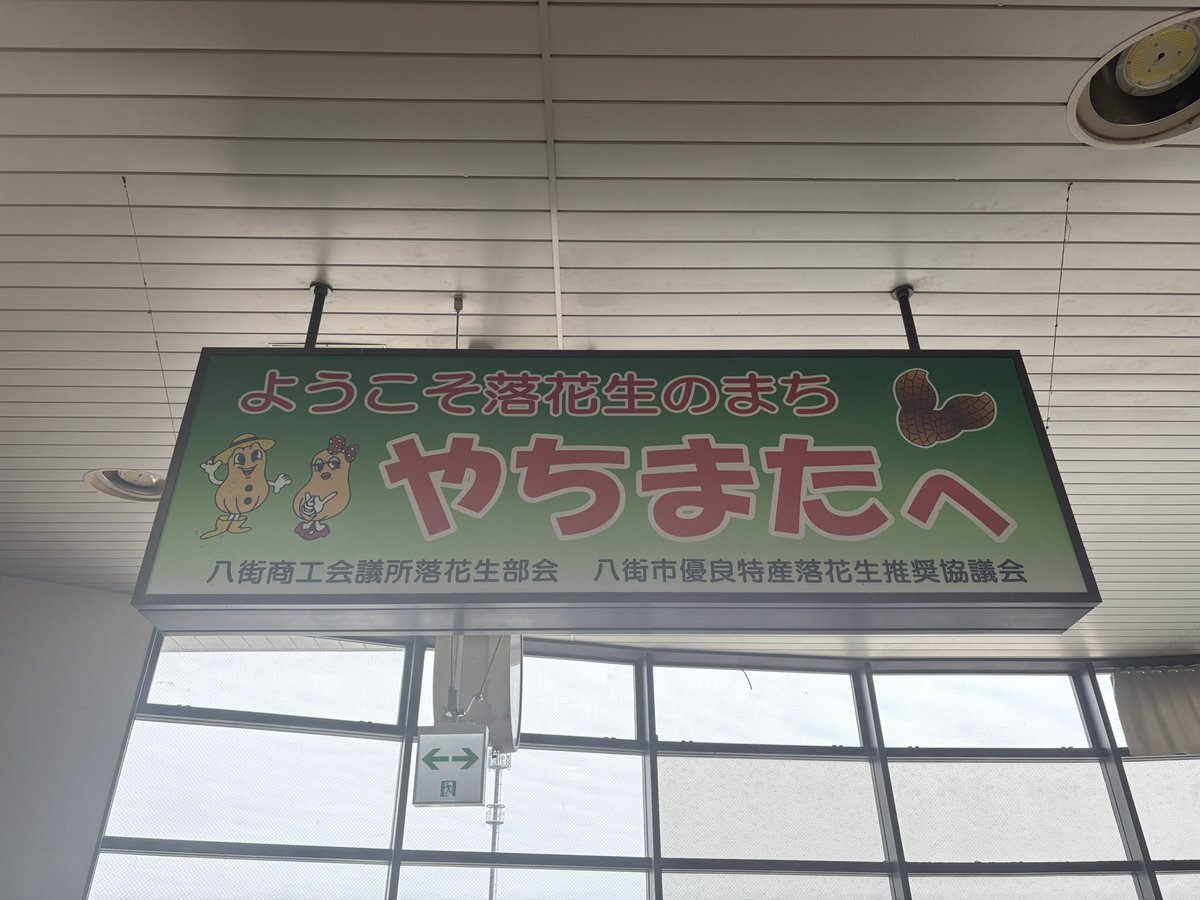 ようこそ落花生のまち
やちまたへ
八街商工会議所落花生部会　八街市優良特産落花生推奨協議会